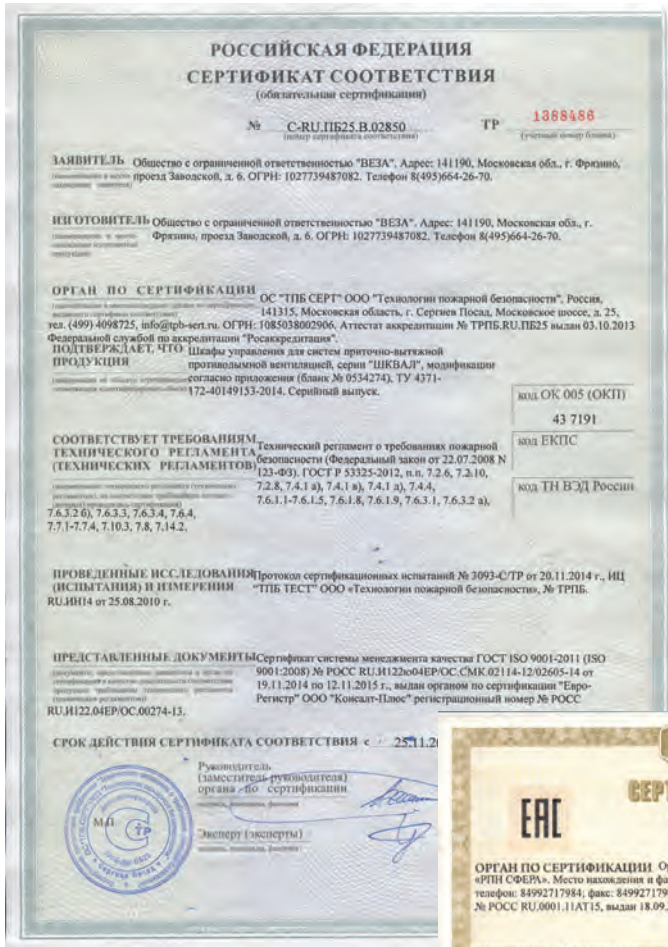 РОССИЙСКАЯ ФЕДЕРАЦИЯ
СЕРТИФИКАТ СООТВЕТСТВИЯ
(обязательная сертификация)
№ C-RU.ПБ25.В.02850 ТР 1388486
(номер сертификата соответствия) (учетный номер бланка)
ЗАЯВИТЕЛЬ Общество с ограниченной ответственностью "ВЕЗА". Адрес: 141190, Московская обл., г. Фрязино,
проезд Заводской, д. 6. ОГРН: 1027739487082. Телефон 8(495)664-26-70.
ИЗГОТОВИТЕЛЬ Общество с ограниченной ответственностью "ВЕЗА". Адрес: 141190, Московская обл., г.
Фрязино, проезд Заводской, д. 6. ОГРН: 1027739487082. Телефон 8(495)664-26-70.
ОРГАН ПО СЕРТИФИКАЦИИ
ОС "ТПБ СЕРТ" ООО "Технологии пожарной безопасности". Россия,
141315, Московская область, г. Сергиев Посад, Московское шоссе, д. 25,
тел. (499) 4098725, info@tpb-sert.ru. ОГРН: 1085038002906. Аттестат аккредитации № ТРПБ.RU.ПБ25 выдан 03.10.2013
Федеральной службой по аккредитации "Росаккредитация".
ПОДТВЕРЖДАЕТ, ЧТО Шкафы управления для систем приточно-вытяжной
ПРОДУКЦИЯ противодымной вентиляцией, серии "ШКВАЛ", модификации
согласно приложения (бланк № 0534274), ТУ 4371-
172-40149153-2014. Серийный выпуск.
код ОК 005 (ОКП)
43 7191
код ЕКПС
код ТН ВЭД России
СООТВЕТСТВУЕТ ТРЕБОВАНИЯМ Технический регламент о требованиях пожарной
ТЕХНИЧЕСКОГО РЕГЛАМЕНТА безопасности (Федеральный закон от 22.07.2008 N
(ТЕХНИЧЕСКИХ РЕГЛАМЕНТОВ) 123-ФЗ). ГОСТ Р 53325-2012, п.п. 7.2.6, 7.2.10,
7.2.8, 7.4.1 а), 7.4.1 в), 7.4.1 д), 7.4.4,
7.6.1.1-7.6.1.5, 7.6.1.8, 7.6.1.9, 7.6.3.1, 7.6.3.2 а),
7.6.3.2 б), 7.6.3.3, 7.6.3.4, 7.6.4,
7.7.1-7.7.4, 7.10.3, 7.8, 7.14.2.
ПРОВЕДЕННЫЕ ИССЛЕДОВАНИЯ Протокол сертификационных испытаний № 3093-С/ТР от 20.11.2014 г., ИЦ
(ИСПЫТАНИЯ) И ИЗМЕРЕНИЯ "ТПБ ТЕСТ" ООО «Технологии пожарной безопасности», № ТРПБ.
RU.ИН14 от 25.08.2010 г.
ПРЕДСТАВЛЕННЫЕ ДОКУМЕНТЫ Сертификат системы менеджмента качества ГОСТ ISO 9001-2011 (ISO
9001:2008) № РОСС RU.И122ю04ЕР/ОС.СМК.02114-12/02605-14 от
19.11.2014 по 12.11.2015 г., выдан органом по сертификации "Евро-
Регистр" ООО "Консалт-Плюс" регистрационный номер № РОСС
RU.И122.04ЕР/ОС.00274-13.
СРОК ДЕЙСТВИЯ СЕРТИФИКАТА СООТВЕТСТВИЯ с 25.11.20
Руководитель
(заместитель руководителя)
органа по сертификации
М.П.
Эксперт (эксперты)
СТР
СЕРТ
ЕАС
ОРГАН ПО СЕРТИФИКАЦИИ
«РПН СФЕРА». Место нахождения и фа
телефон: 84992717984; факс: 849927179
№ РОСС RU.0001.11АТ15, выдан 18.09.